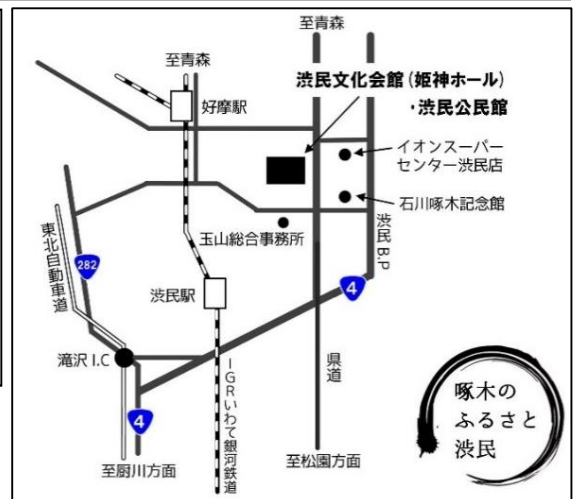 至青森
至青森
渋民文化会館(姫神ホール)
・渋民公民館
好摩駅
イオンスーパー
センター渋民店
石川啄木記念館
玉山総合事務所
渋民B.P
東北自動車道
282
渋民駅
4
滝沢I.C
IGRいわて銀河鉄道
県道
4
至厨川方面
至松園方面
啄木の
ふるさと
渋民